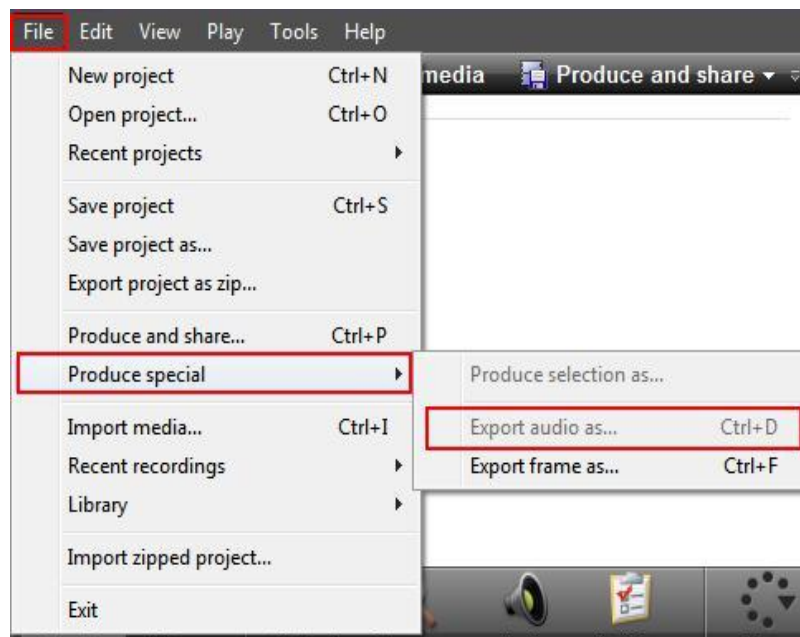 File Edit View Play Tools Help
media Produce and share
New project Ctrl+N
Open project... Ctrl+O
Recent projects
Save project Ctrl+S
Save project as...
Export project as zip...
Produce and share... Ctrl+P
Produce special
Produce selection as...
Import media... Ctrl+I
Export audio as... Ctrl+D
Recent recordings
Export frame as... Ctrl+F
Library
Import zipped project...
Exit